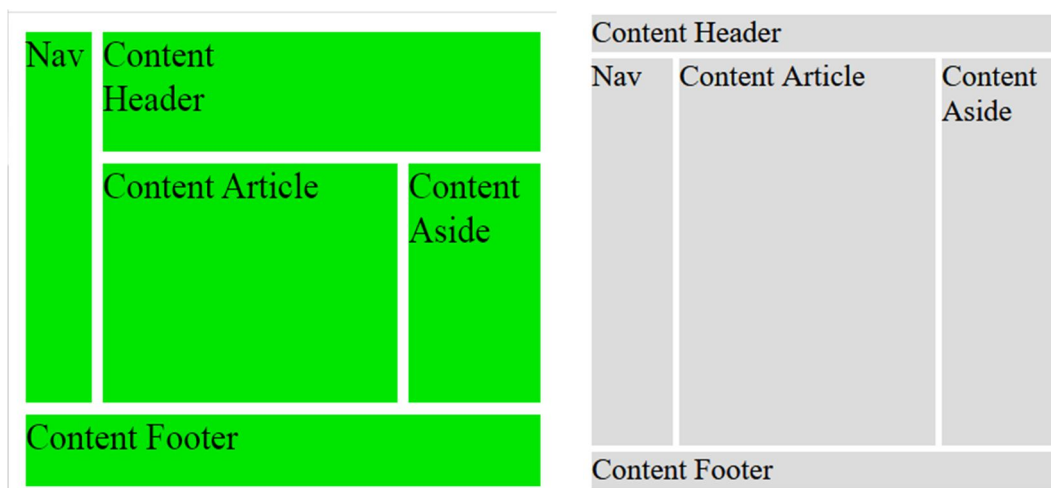 Nav
Content
Header
Content Article
Content
Aside
Content Footer
Content Header
Nav
Content Article
Content
Aside
Content Footer